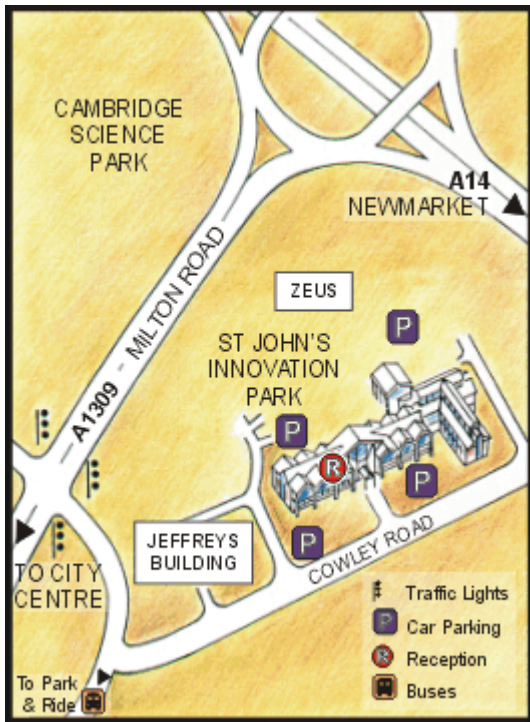 CAMBRIDGE
SCIENCE
PARK
A14
NEWMARKET
A1309 - MILTON ROAD
ZEUS
P
ST JOHN'S
INNOVATION
PARK
P
R
P
JEFFREYS
BUILDING
P
COWLEY ROAD
TO CITY
CENTRE
Traffic Lights
P Car Parking
R Reception
Buses
To Park
& Ride